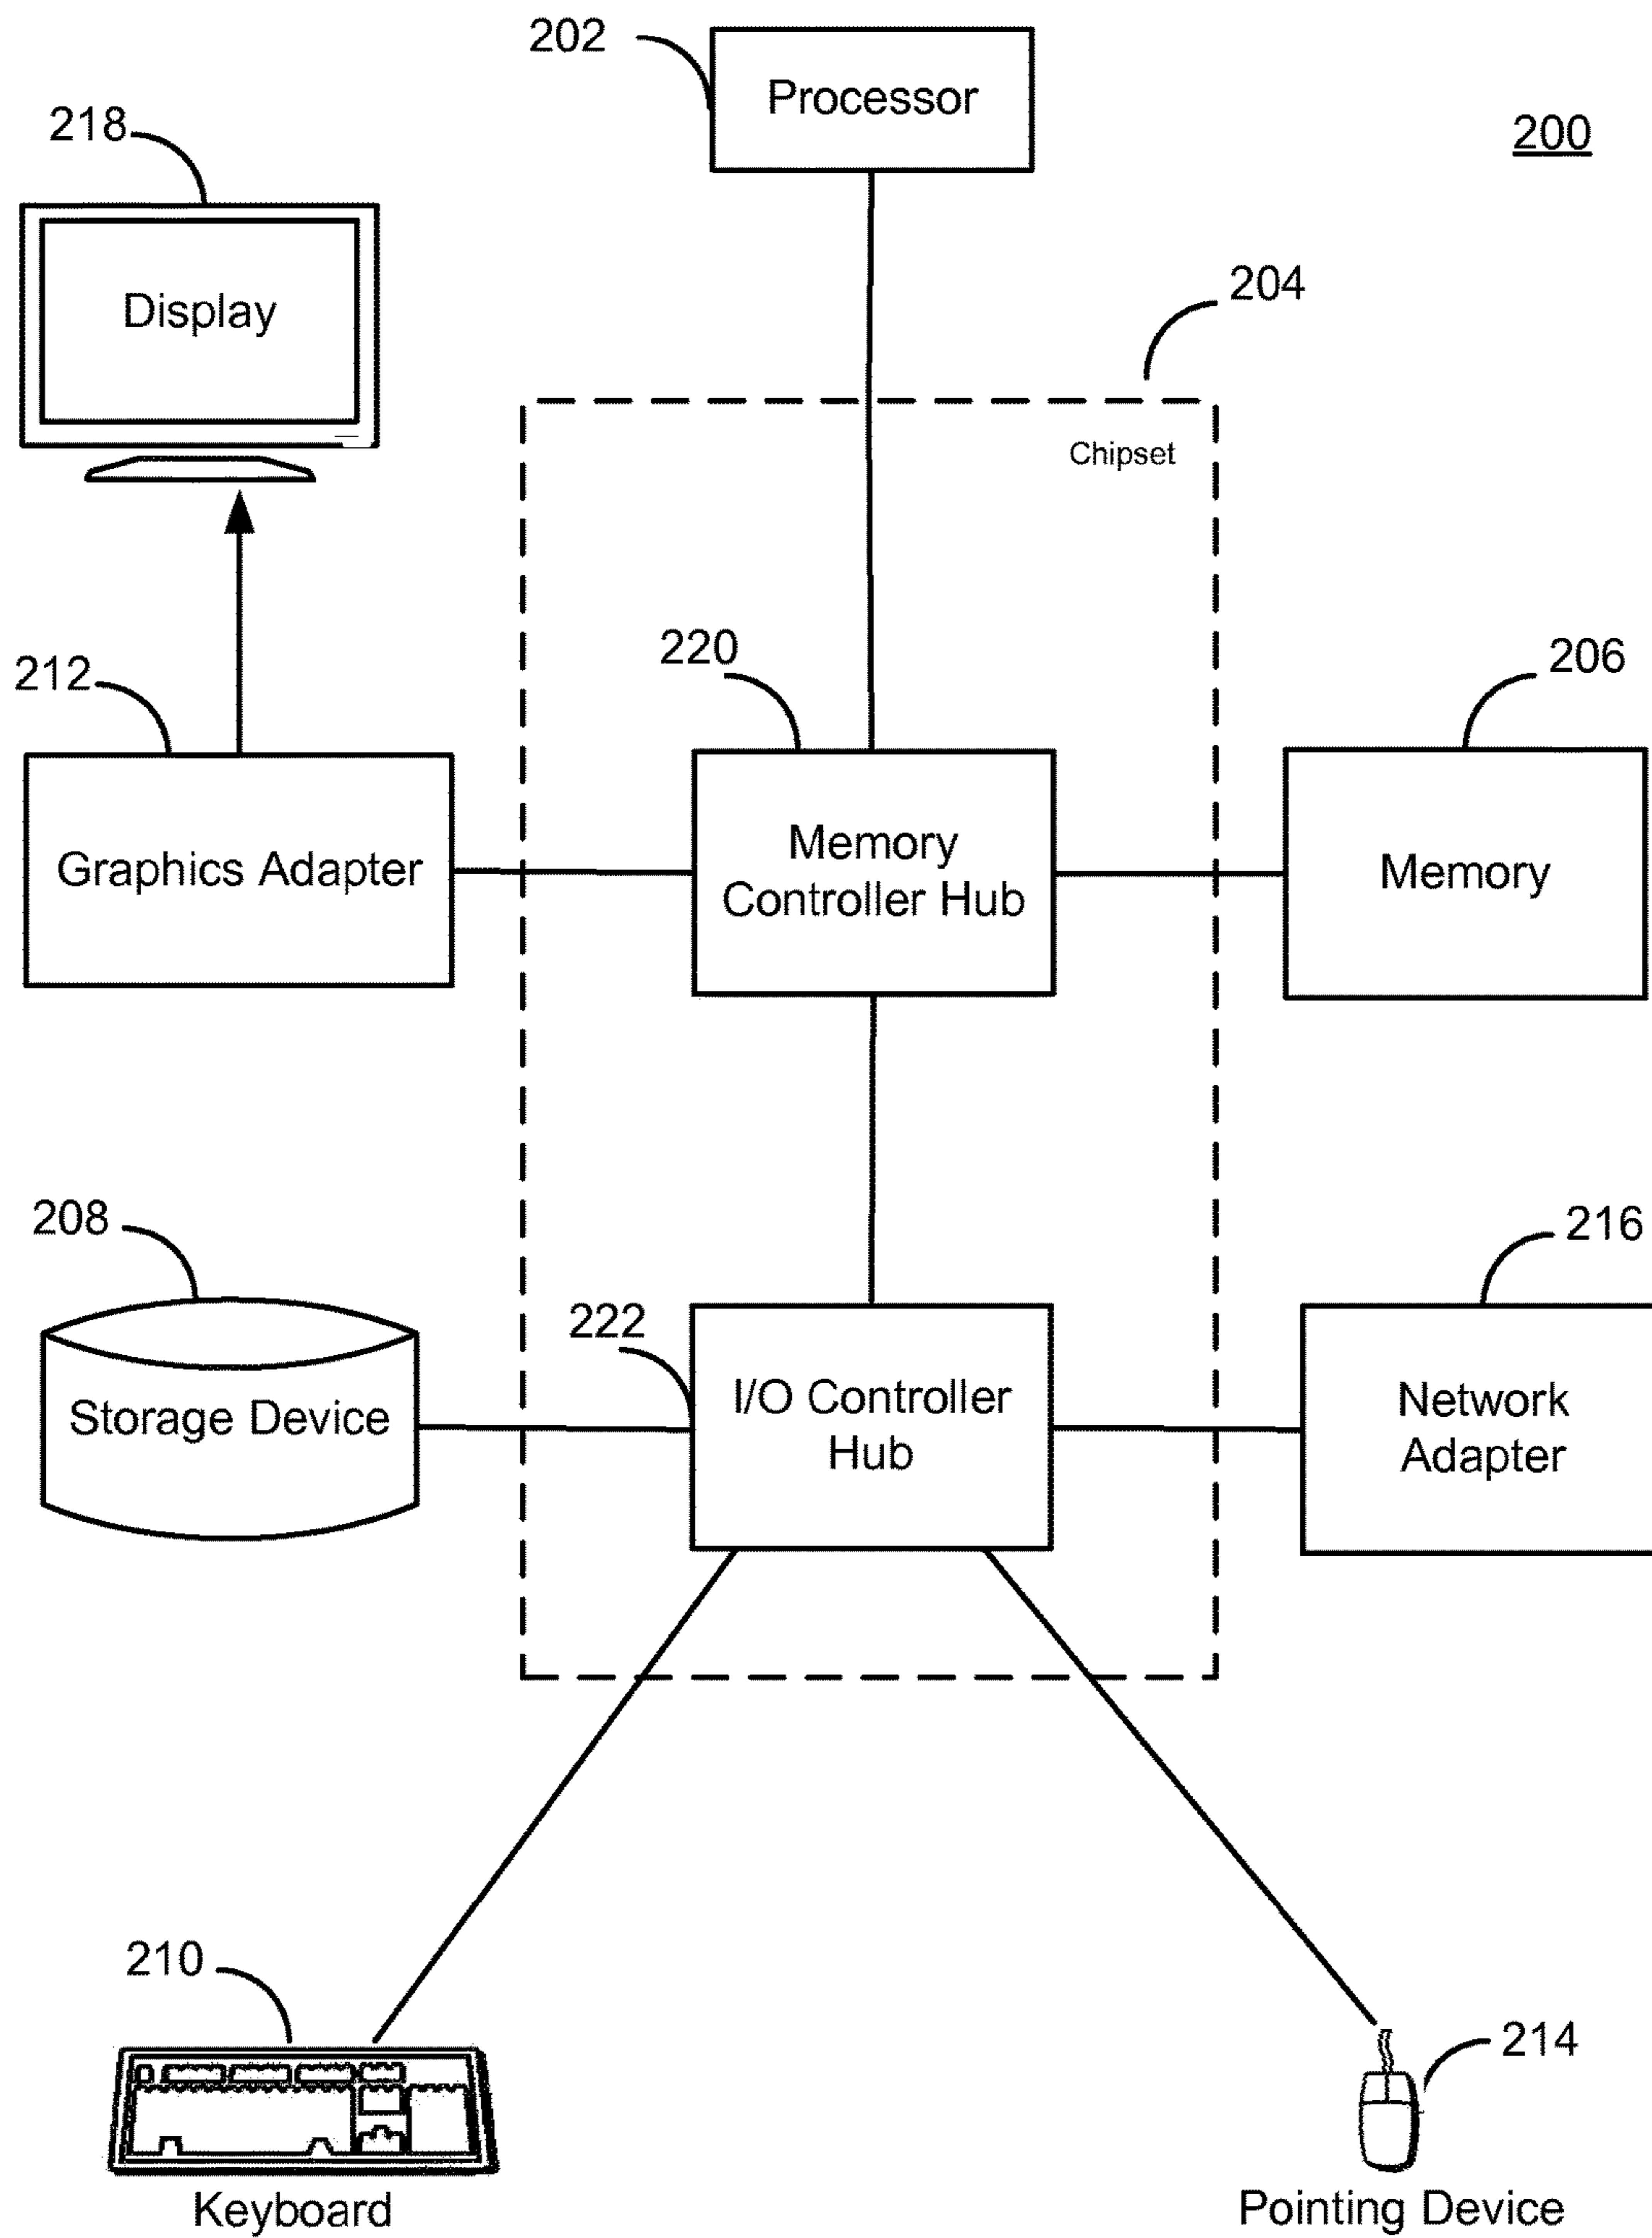 202
Processor
218
200
Display
204
Chipset
220
206
212
Memory
Controller Hub
Graphics Adapter
Memory
208
216
222
I/O Controller
Hub
Storage Device
Network
Adapter
210
214
Keyboard
Pointing Device